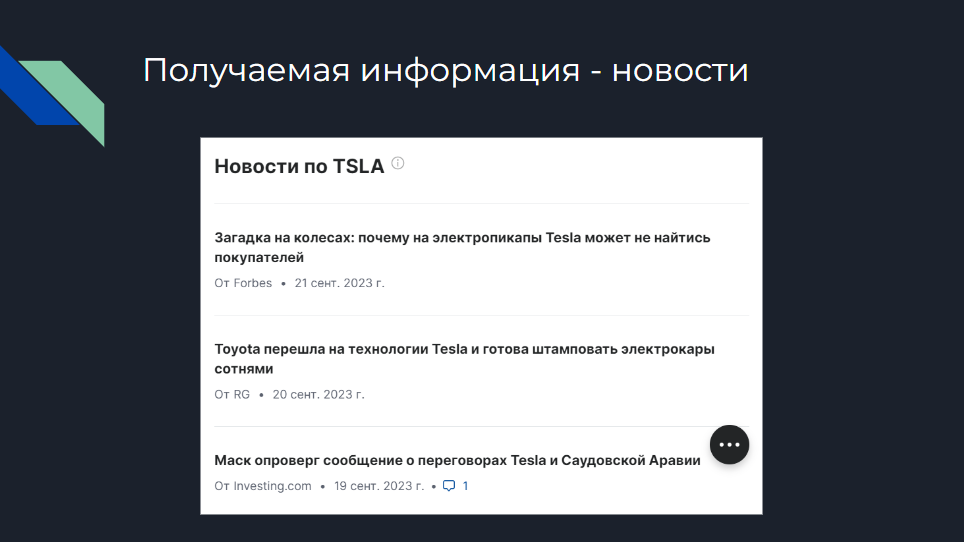 Получаемая информация - новости
Новости по TSLA
Загадка на колесах: почему на электропикапы Tesla может не найтись
покупателей
От Forbes • 21 сент. 2023 г.
Toyota перешла на технологии Tesla и готова штамповать электрокары
сотнями
От RG • 20 сент. 2023 г.
Маск опроверг сообщение о переговорах Tesla и Саудовской Аравии
От Investing.com • 19 сент. 2023 г. • 1